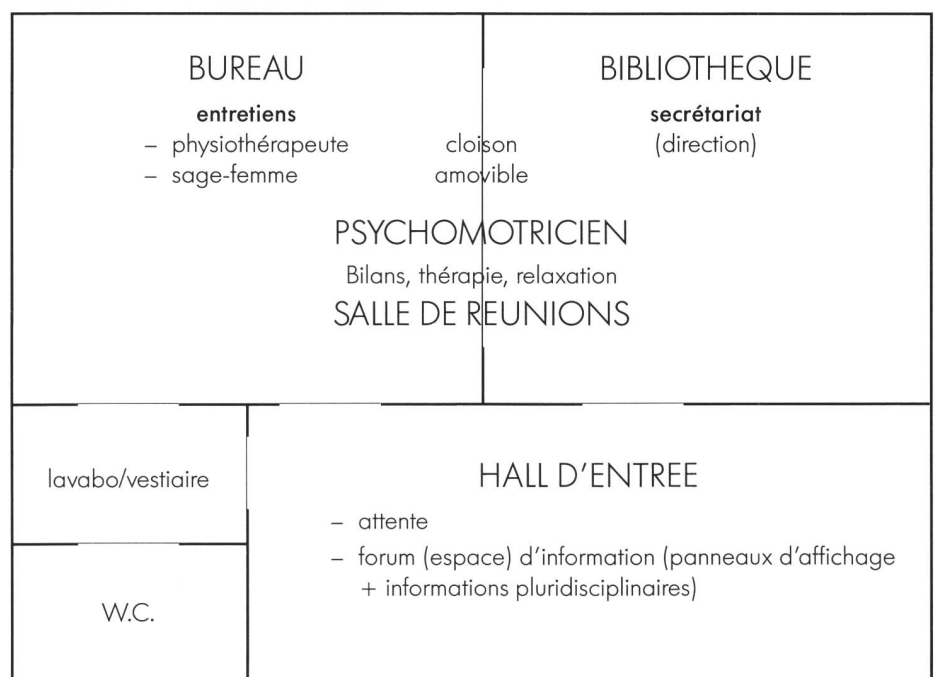 BUREAU
entretiens
– physiothérapeute
– sage-femme
cloison
amovible
BIBLIOTHEQUE
secrétariat
(direction)
PSYCHOMOTRICIEN
Bilans, thérapie, relaxation
SALLE DE REUNIONS
lavabo/vestiaire
W.C.
HALL D'ENTREE
– attente
– forum (espace) d'information (panneaux d'affichage
+ informations pluridisciplinaires)